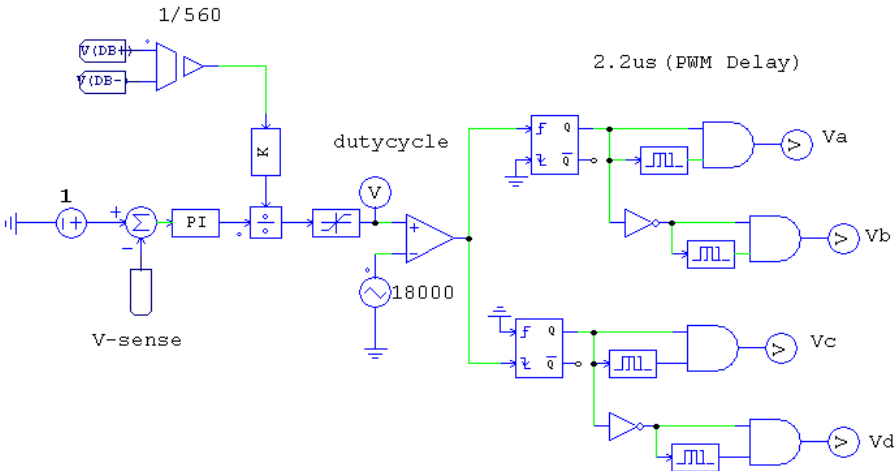 1/560
V(DB+)
V(DB-
2.2us (PWM Delay)
K
dutycycle
1
PI
V
V-sense
18000
Q
Q
V
Va
V
Vb
Q
Q
V
Vc
V
Vd